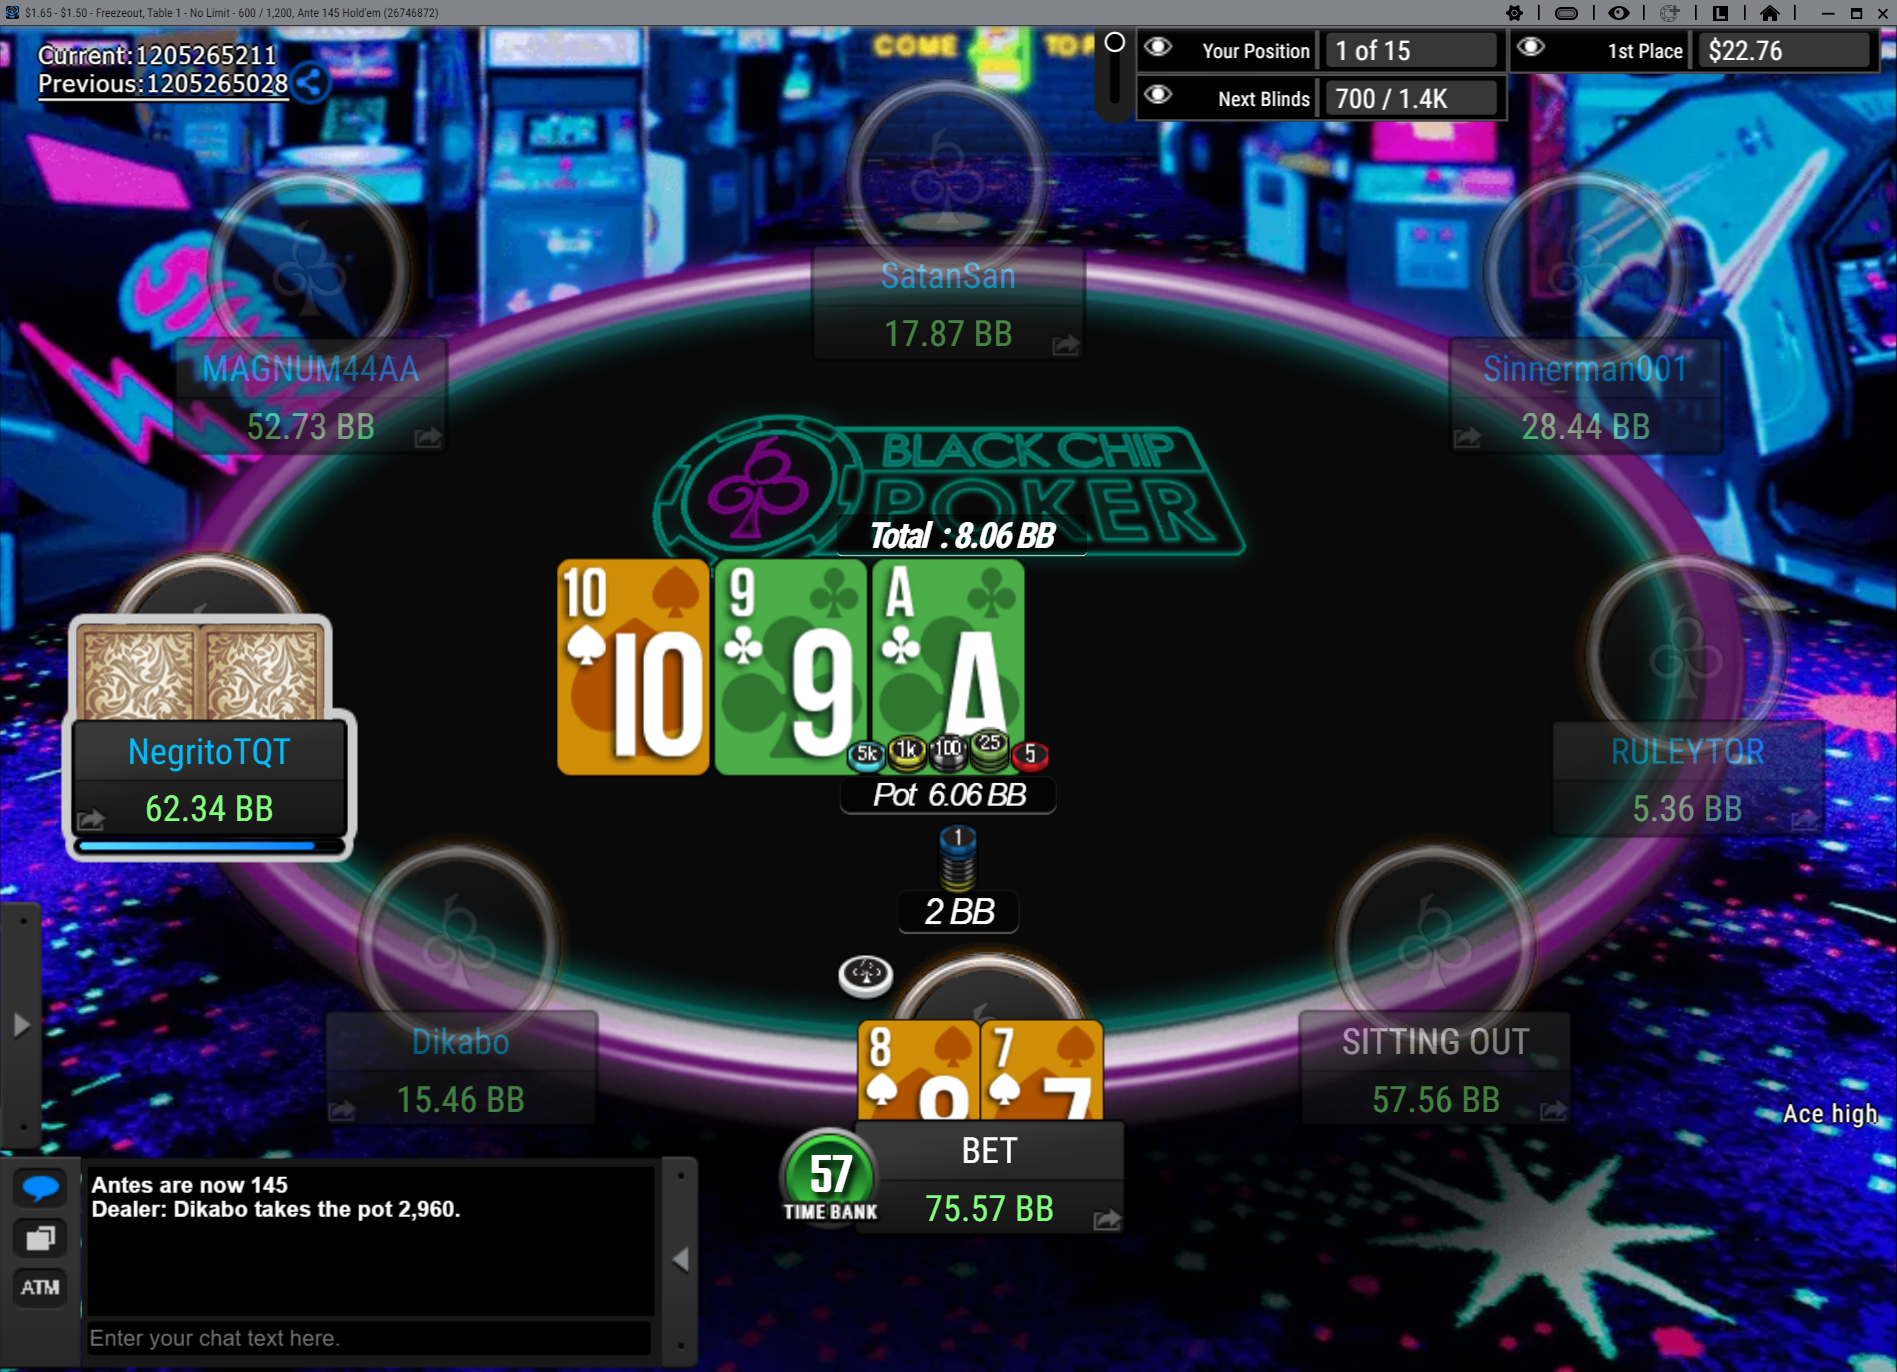 $1.65 - $1.50 - Freezeout, Table 1 - No Limit - 600 / 1,200, Ante 145 Hold'em (26746872)
L
Current:1205265211
Previous:1205265028
COME TO P
Your Position 1 of 15
1st Place $22.76
Next Blinds 700 / 1.4K
SatanSan
17.87 BB
MAGNUM44AA
52.73 BB
Sinnerman001
28.44 BB
BLACK CHIP
POKER
Total : 8.06 BB
10 9 A
10 9 A
5k 1k 100 25 5
Pot 6.06 BB
NegritoTQT
62.34 BB
RULEYTOR
5.36 BB
1
2 BB
Dikabo
15.46 BB
8 7
8 7
SITTING OUT
57.56 BB
Ace high
BET
75.57 BB
57
TIME BANK
Antes are now 145
Dealer: Dikabo takes the pot 2,960.
ATM
Enter your chat text here.